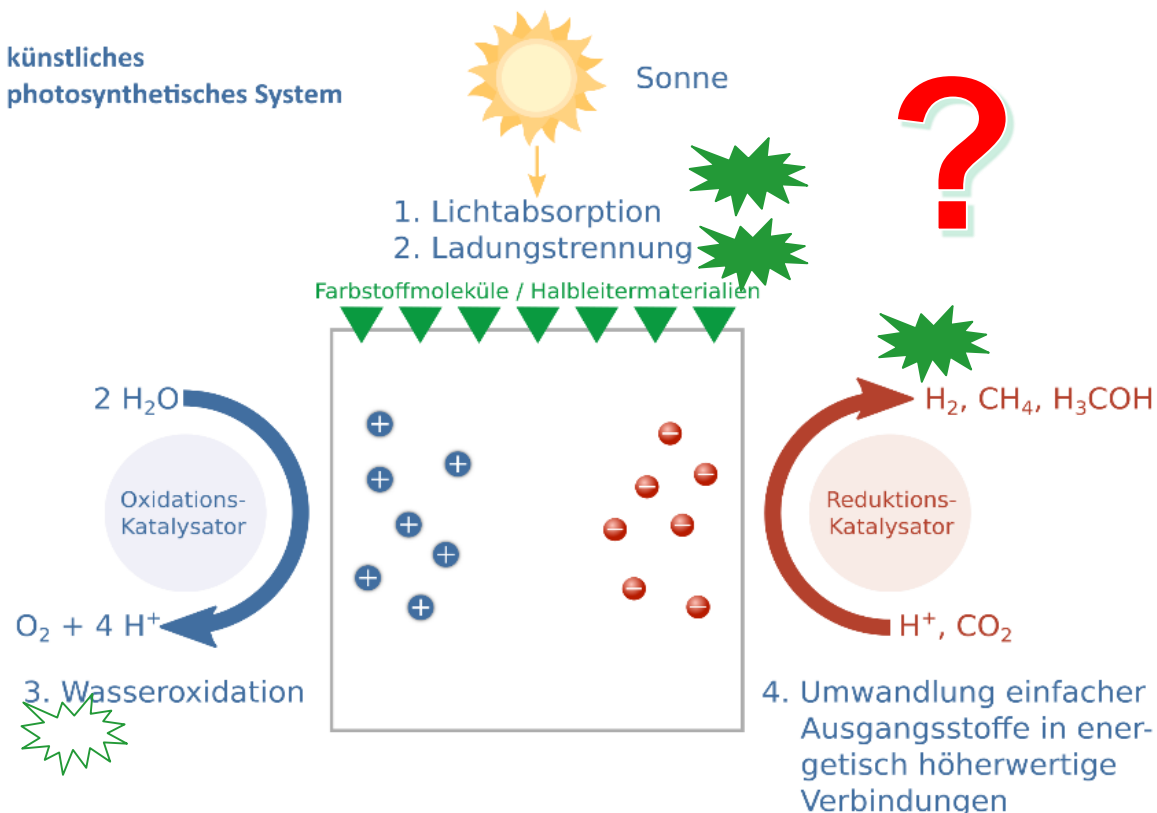 künstliches
photosynthetisches System
Sonne
?
1. Lichtabsorption
2. Ladungstrennung
Farbstoffmoleküle / Halbleitermaterialien
2 H₂O
Oxidations-
Katalysator
O₂ + 4 H⁺
3. Wasseroxidation
H₂, CH₄, H₃COH
Reduktions-
Katalysator
H⁺, CO₂
4. Umwandlung einfacher
Ausgangsstoffe in ener-
getisch höherwertige
Verbindungen